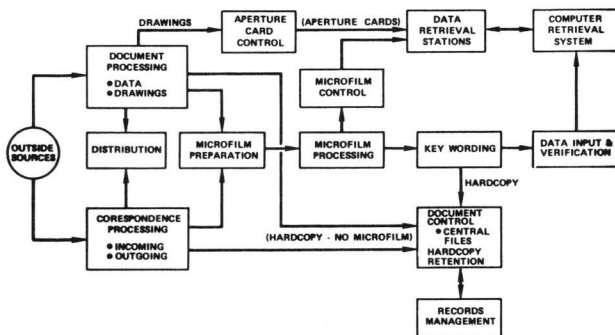 DRAWINGS
APERTURE
CARD
CONTROL
(APERTURE CARDS)
DATA
RETRIEVAL
STATIONS
COMPUTER
RETRIEVAL
SYSTEM
DOCUMENT
PROCESSING
● DATA
● DRAWINGS
MICROFILM
CONTROL
OUTSIDE
SOURCES
DISTRIBUTION
MICROFILM
PREPARATION
MICROFILM
PROCESSING
KEY WORDING
DATA INPUT &
VERIFICATION
HARDCOPY
CORESPONDENCE
PROCESSING
● INCOMING
● OUTGOING
(HARDCOPY - NO MICROFILM)
DOCUMENT
CONTROL
● CENTRAL
FILES
HARDCOPY
RETENTION
RECORDS
MANAGEMENT